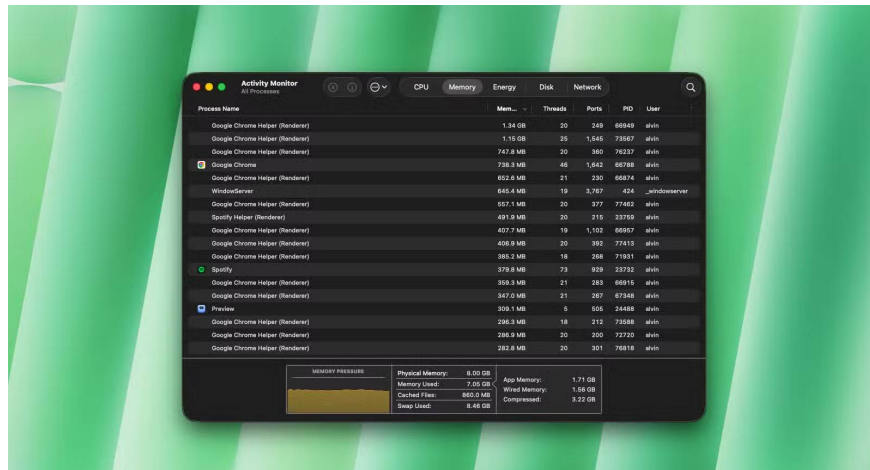 Activity Monitor
All Processes
CPU Memory Energy Disk Network
Process Name Mem... Threads Ports PID User
Google Chrome Helper (Renderer) 1.34 GB 20 249 66949 alvin
Google Chrome Helper (Renderer) 1.15 GB 25 1,545 73567 alvin
Google Chrome Helper (Renderer) 747.8 MB 20 360 76237 alvin
Google Chrome 738.3 MB 46 1,642 66788 alvin
Google Chrome Helper (Renderer) 652.6 MB 21 230 66874 alvin
WindowServer 645.4 MB 19 3,767 424 _windowserver
Google Chrome Helper (Renderer) 557.1 MB 20 377 77462 alvin
Spotify Helper (Renderer) 491.9 MB 20 215 23759 alvin
Google Chrome Helper (Renderer) 407.7 MB 19 1,102 66957 alvin
Google Chrome Helper (Renderer) 406.9 MB 20 392 77413 alvin
Google Chrome Helper (Renderer) 385.2 MB 18 268 71931 alvin
Spotify 379.8 MB 73 929 23732 alvin
Google Chrome Helper (Renderer) 359.3 MB 21 283 66915 alvin
Google Chrome Helper (Renderer) 347.0 MB 21 267 67348 alvin
Preview 309.1 MB 5 505 24488 alvin
Google Chrome Helper (Renderer) 296.3 MB 18 212 73588 alvin
Google Chrome Helper (Renderer) 286.9 MB 20 200 72720 alvin
Google Chrome Helper (Renderer) 282.8 MB 20 301 76818 alvin
MEMORY PRESSURE
Physical Memory: 8.00 GB
Memory Used: 7.05 GB
Cached Files: 860.0 MB
Swap Used: 8.46 GB
App Memory: 1.71 GB
Wired Memory: 1.56 GB
Compressed: 3.22 GB